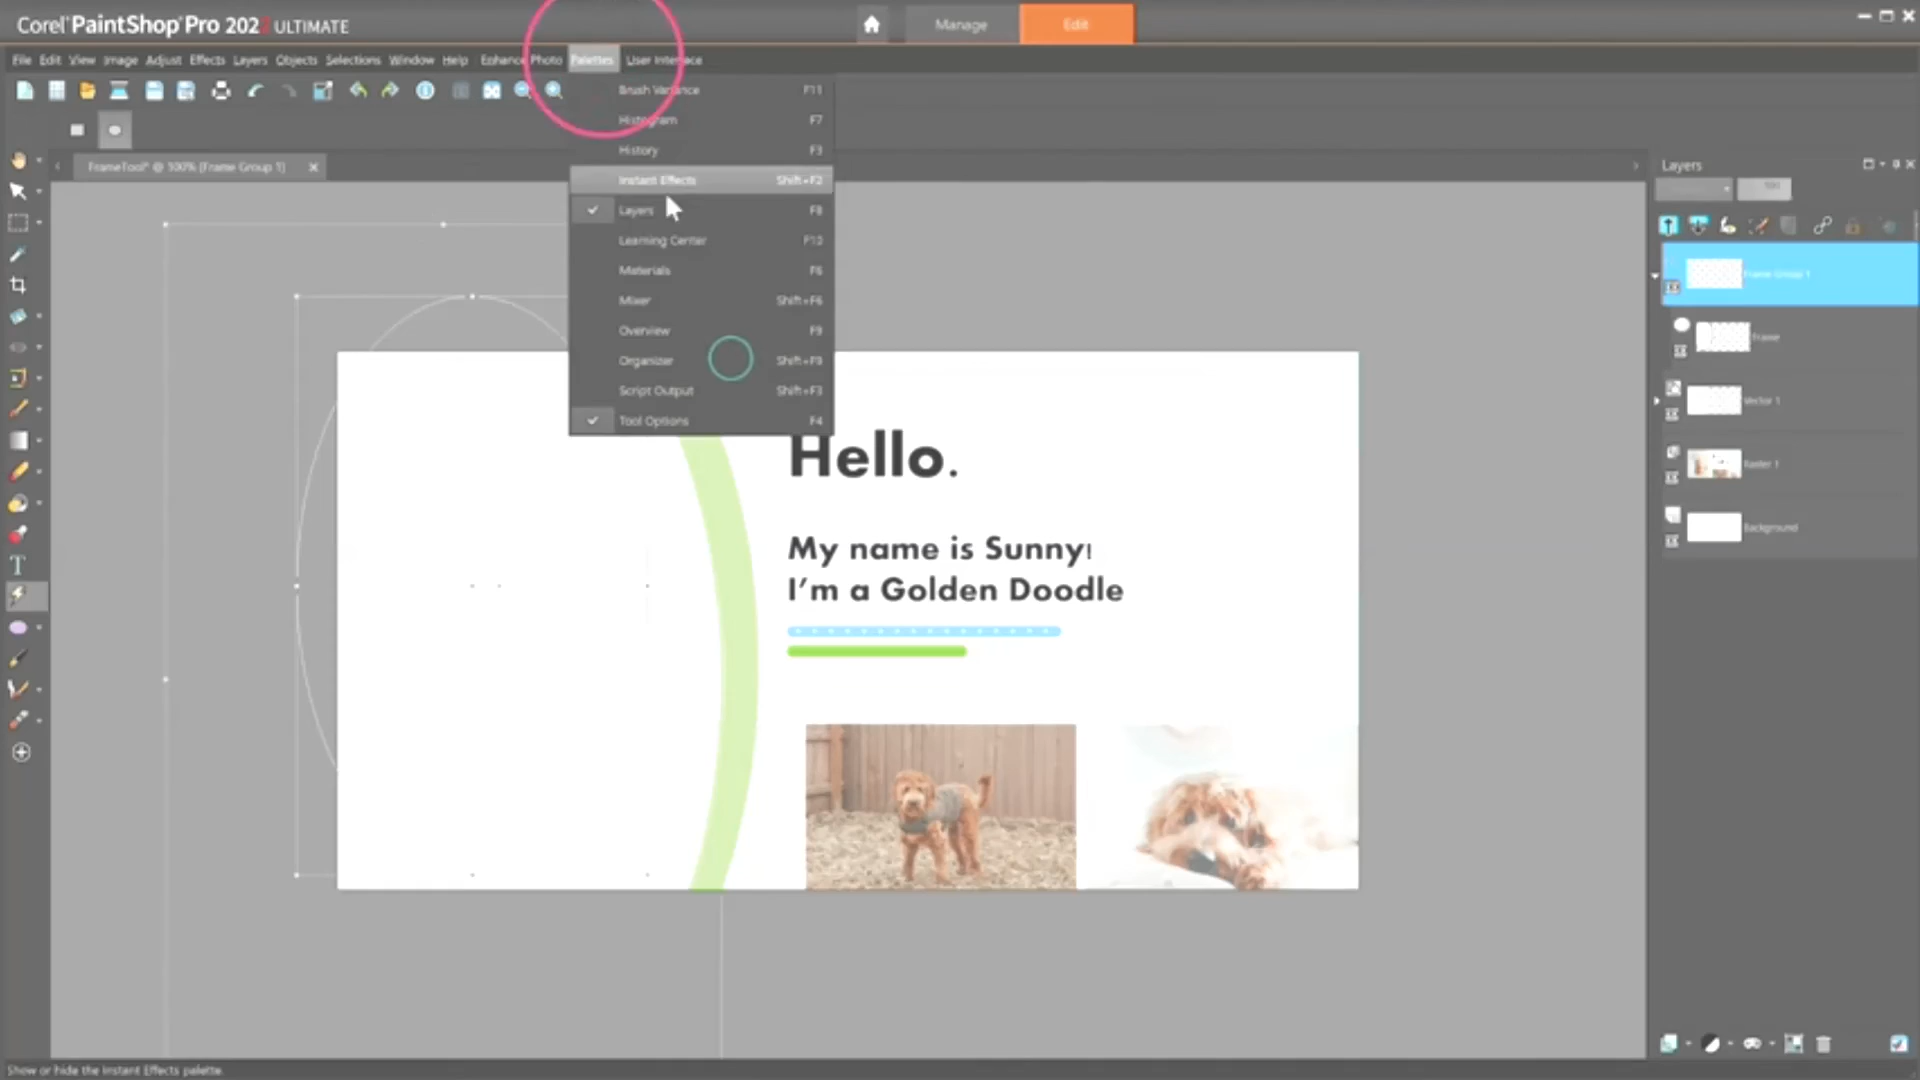 Corel PaintShop Pro 202 ULTIMATE
Manage
Edit
File Edit View Image Adjust Effects Layers Objects Selections Window Help Enhance Photo Palettes User Interface
Brush Variance F11
Histogram F7
History F3
Instant Effects Shift+F2
Layers F8
Learning Center F10
Materials F6
Mixer Shift+F6
Overview F9
Organizer Shift+F9
Script Output Shift+F3
Tool Options F4
FrameTool* @ 100% (Frame Group 1)
Layers
100
Frame Group 1
Frame
Vector 1
Raster 1
Background
Hello.
My name is Sunny!
I'm a Golden Doodle
T
Show or hide the Instant Effects palette.